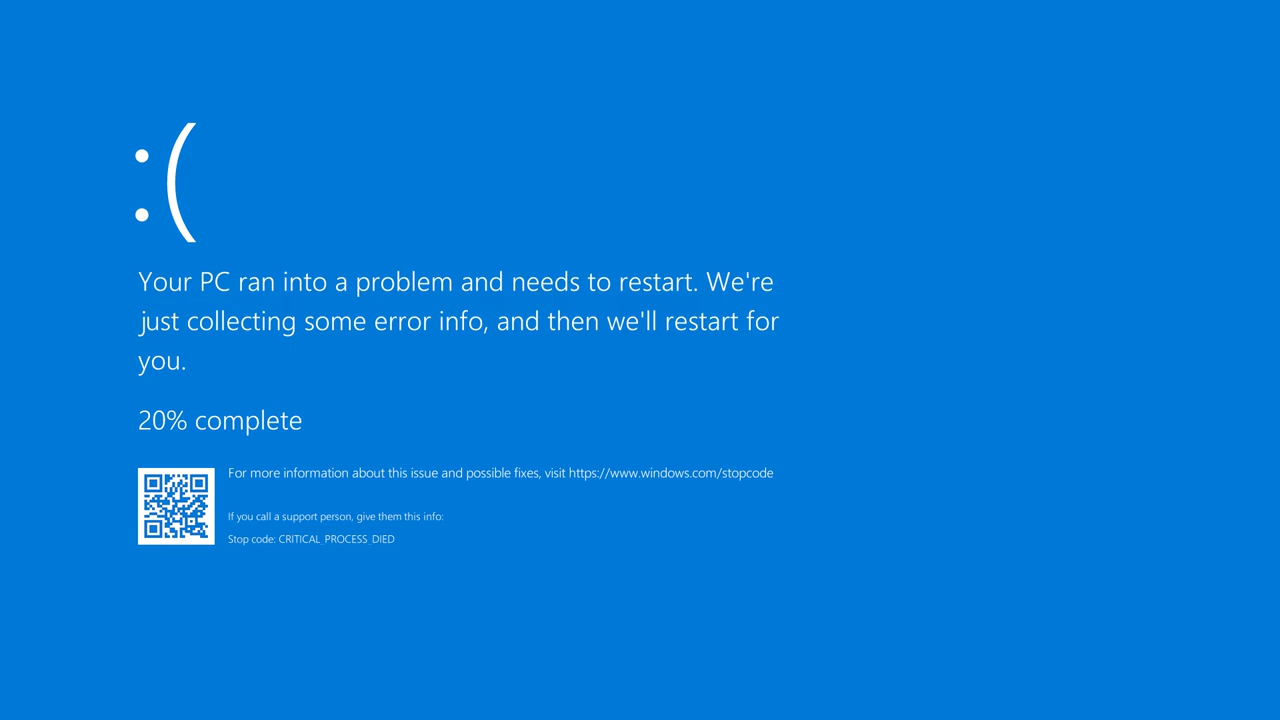 :(
Your PC ran into a problem and needs to restart. We're
just collecting some error info, and then we'll restart for
you.
20% complete
For more information about this issue and possible fixes, visit https://www.windows.com/stopcode
If you call a support person, give them this info:
Stop code: CRITICAL_PROCESS_DIED